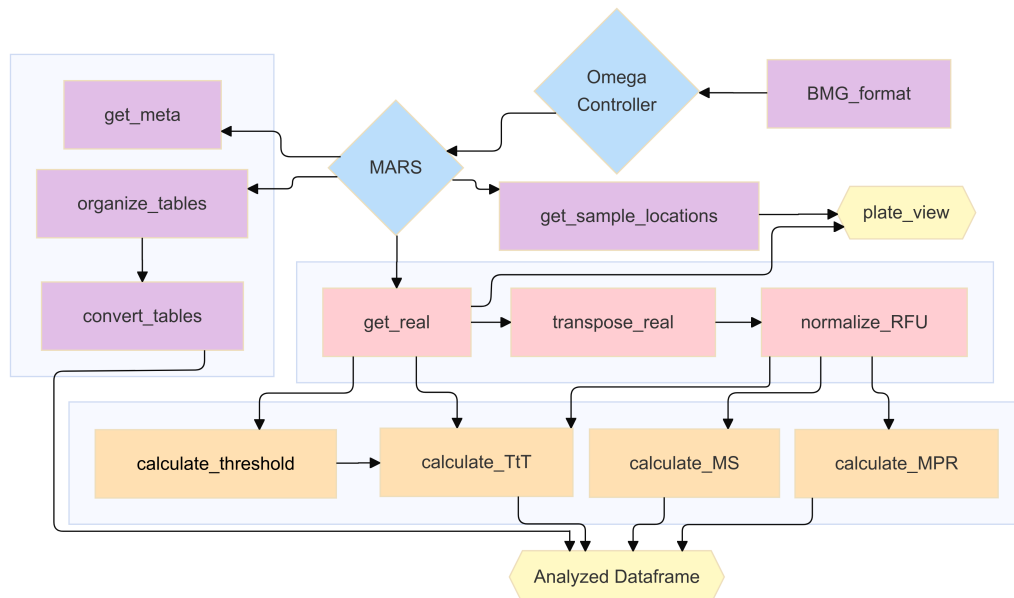 Omega
Controller
BMG_format
get_meta
MARS
organize_tables
get_sample_locations
plate_view
convert_tables
get_real
transpose_real
normalize_RFU
calculate_threshold
calculate_TtT
calculate_MS
calculate_MPR
Analyzed Dataframe